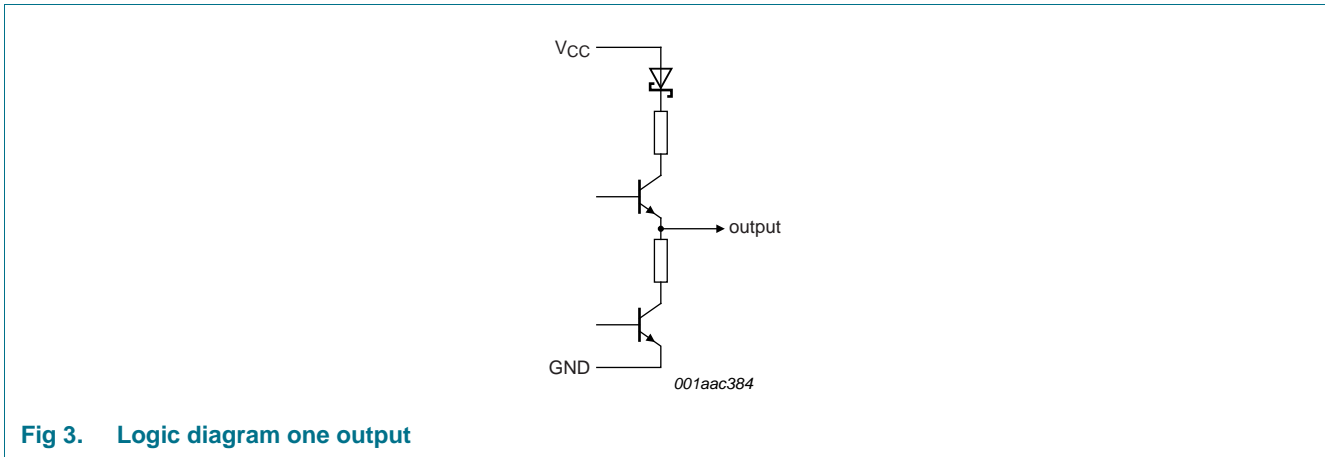 VCC
output
GND
001aac384
Fig 3. Logic diagram one output